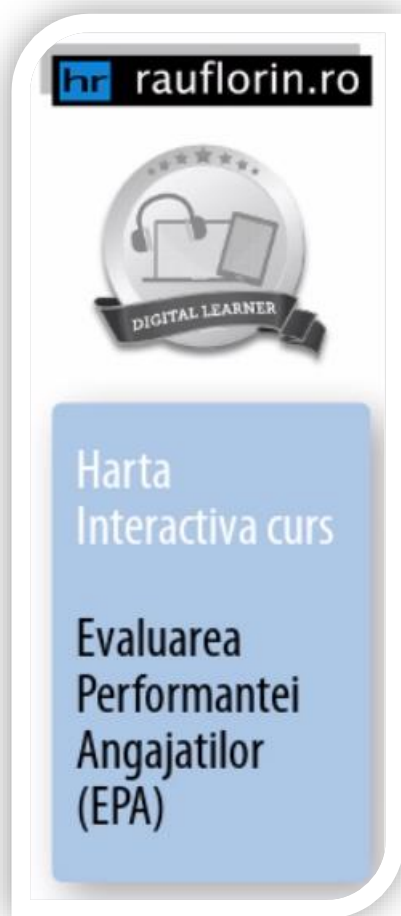 hr rauflorin.ro
DIGITAL LEARNER
Harta
Interactiva curs
Evaluarea
Performantei
Angajatilor
(EPA)